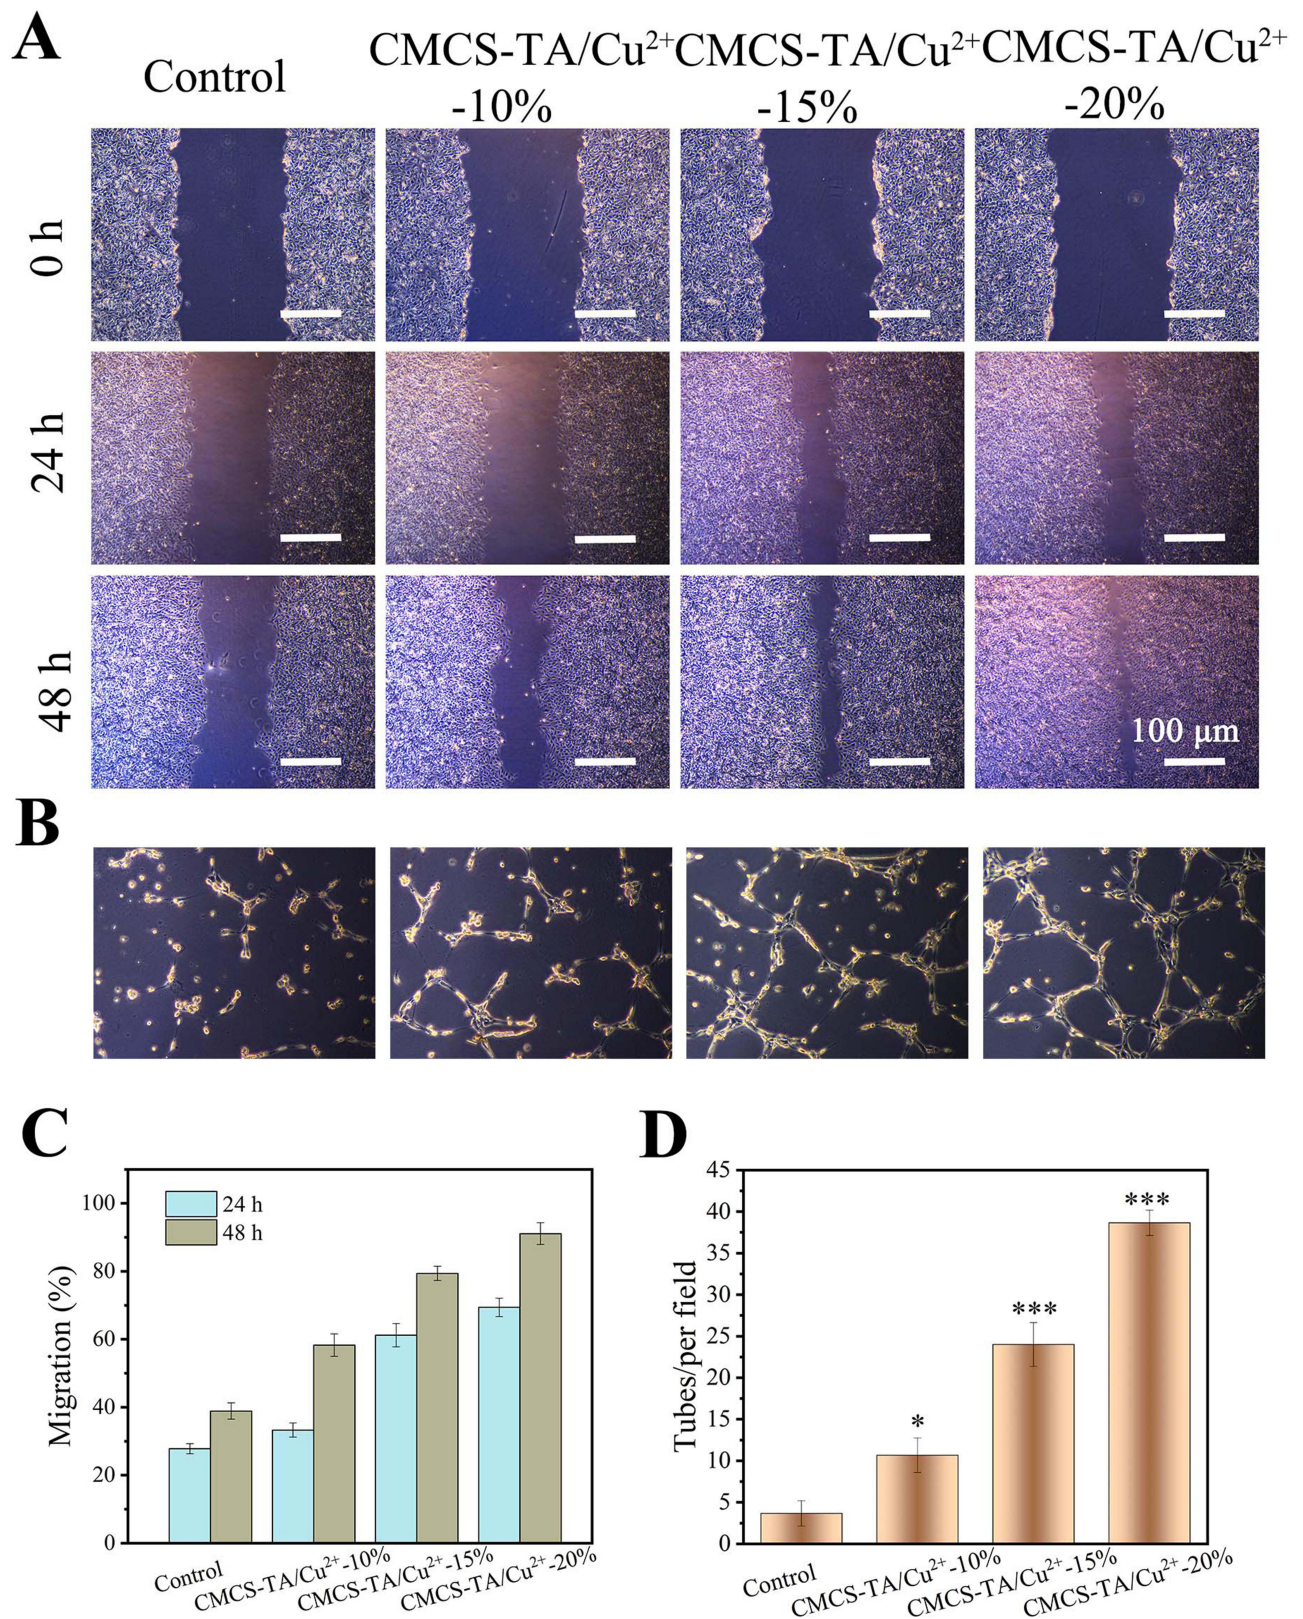 A
Control
CMCS-TA/Cu²⁺
-10%
CMCS-TA/Cu²⁺
-15%
CMCS-TA/Cu²⁺
-20%
0 h
24 h
48 h
100 μm
B
C
Migration (%)
100
80
60
40
20
0
24 h
48 h
Control
CMCS-TA/Cu²⁺-10%
CMCS-TA/Cu²⁺-15%
CMCS-TA/Cu²⁺-20%
D
Tubes/per field
45
40
35
30
25
20
15
10
5
0
*
***
***
Control
CMCS-TA/Cu²⁺-10%
CMCS-TA/Cu²⁺-15%
CMCS-TA/Cu²⁺-20%